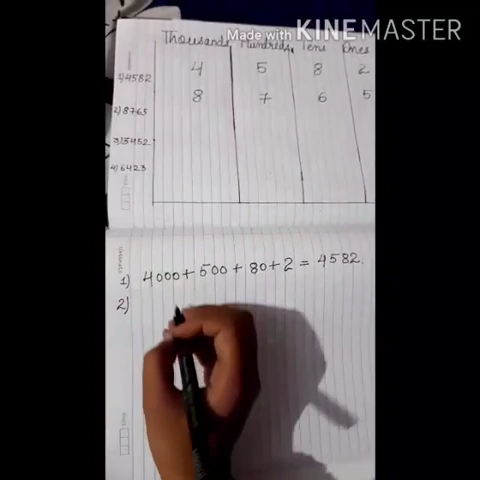 Made with KINEMASTER
Thousands Hundreds Tens Ones
1) 4582 4 5 8 2
2) 8765 8 7 6 5
3) 5452
4) 6423
1) 4000 + 500 + 80 + 2 = 4582
2)